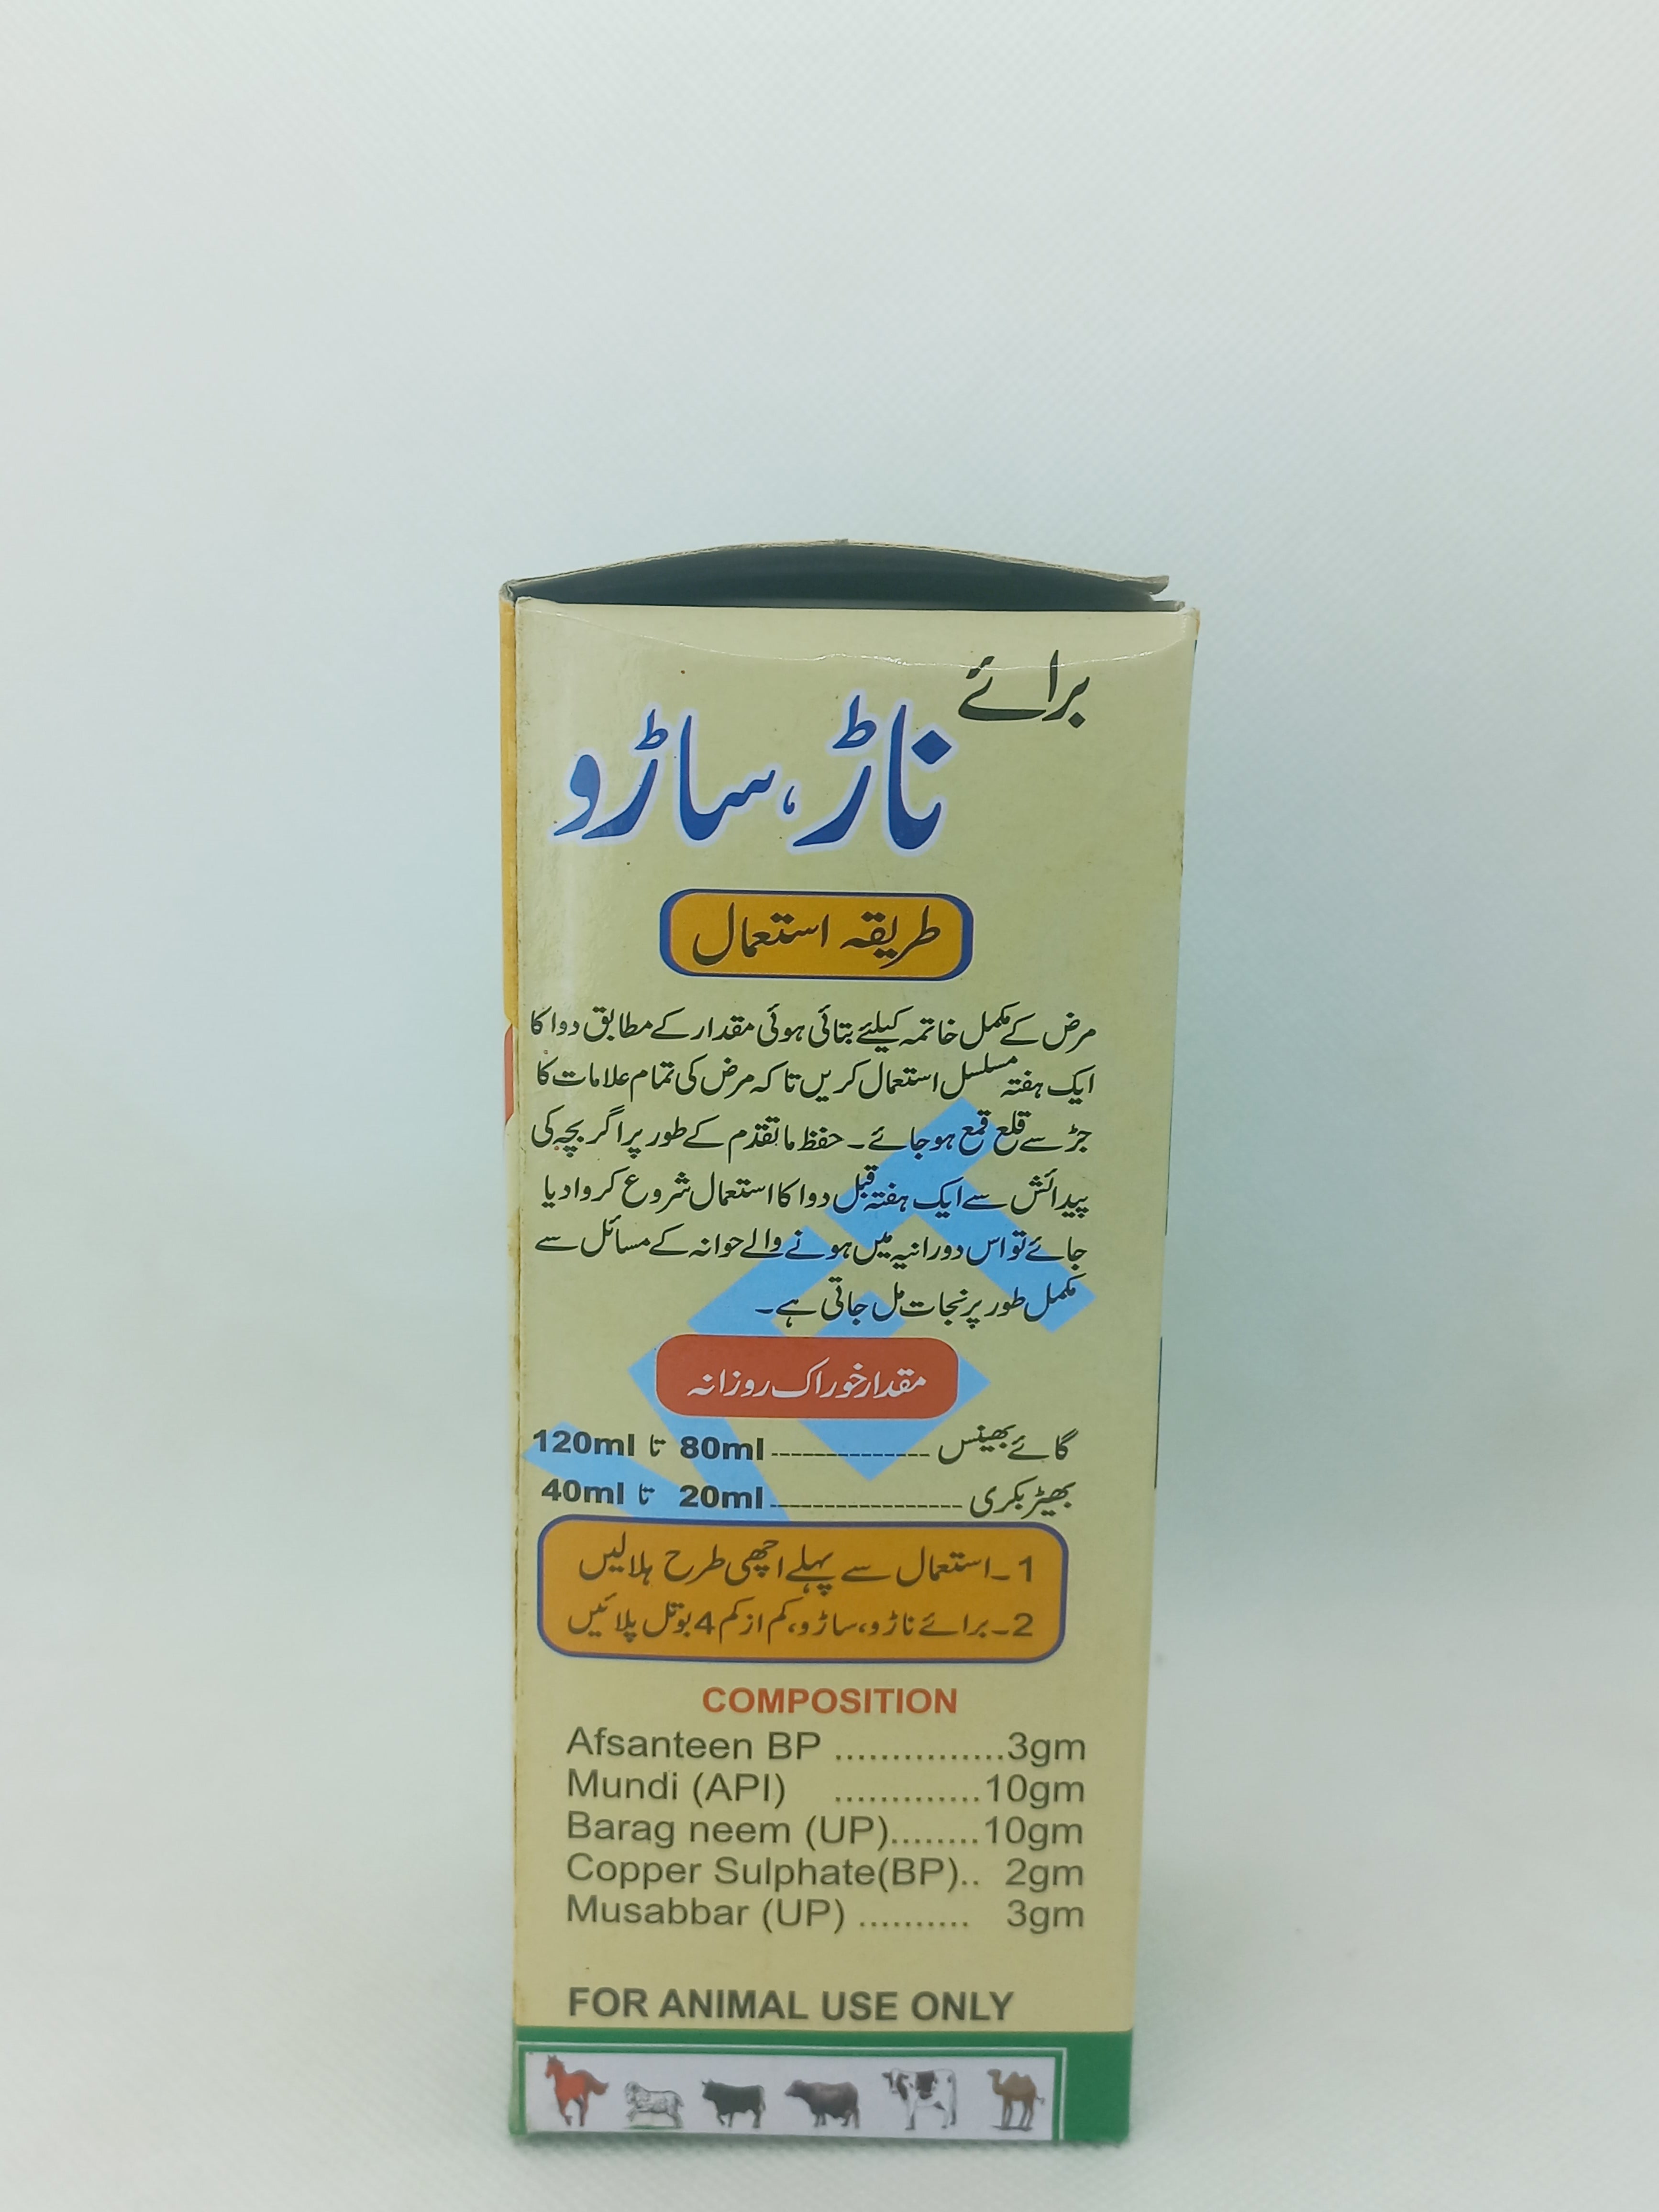 برائے
ناڑ، ساڑو
طریقہ استعمال
مرض کے مکمل خاتمہ کیلئے بتائی ہوئی مقدار کے مطابق دوا کا
ایک ہفتہ مسلسل استعمال کریں تاکہ مرض کی تمام علامات کا
جڑ سے قلع قمع ہو جائے۔ حفظ ما تقدم کے طور پر اگر بچہ کی
پیدائش سے ایک ہفتہ قبل دوا کا استعمال شروع کروا دیا
جائے تو اس دورانیہ میں ہونے والے حوانہ کے مسائل سے
مکمل طور پر نجات مل جاتی ہے۔
مقدار خوراک روزانہ
گائے بھینس ------------- 80ml تا 120ml
بھیڑ بکری ---------------- 20ml تا 40ml
1۔ استعمال سے پہلے اچھی طرح ہلا لیں
2۔ برائے ناڑو، ساڑو، کم از کم 4 بوتل پلائیں
COMPOSITION
Afsanteen BP ...............3gm
Mundi (API) .............10gm
Barag neem (UP)........10gm
Copper Sulphate(BP).. 2gm
Musabbar (UP) .......... 3gm
FOR ANIMAL USE ONLY
VET